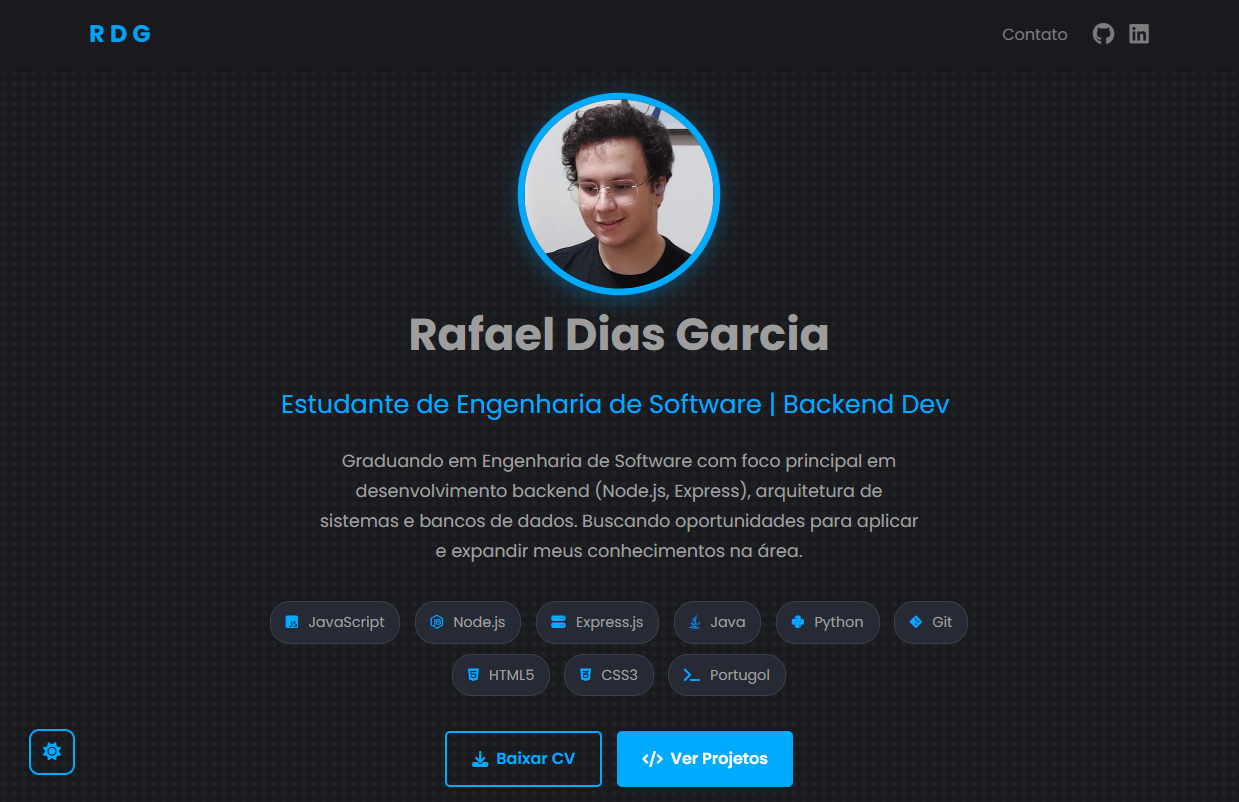 RDG
Contato
Rafael Dias Garcia
Estudante de Engenharia de Software | Backend Dev
Graduando em Engenharia de Software com foco principal em
desenvolvimento backend (Node.js, Express), arquitetura de
sistemas e bancos de dados. Buscando oportunidades para aplicar
e expandir meus conhecimentos na área.
JavaScript Node.js Express.js Java Python Git
HTML5 CSS3 Portugol
Baixar CV Ver Projetos